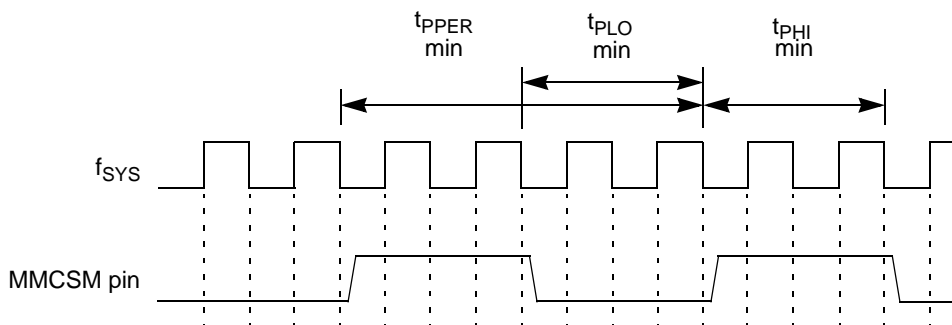 tPPER
min
tPLO
min
tPHI
min
fSYS
MMCSM pin